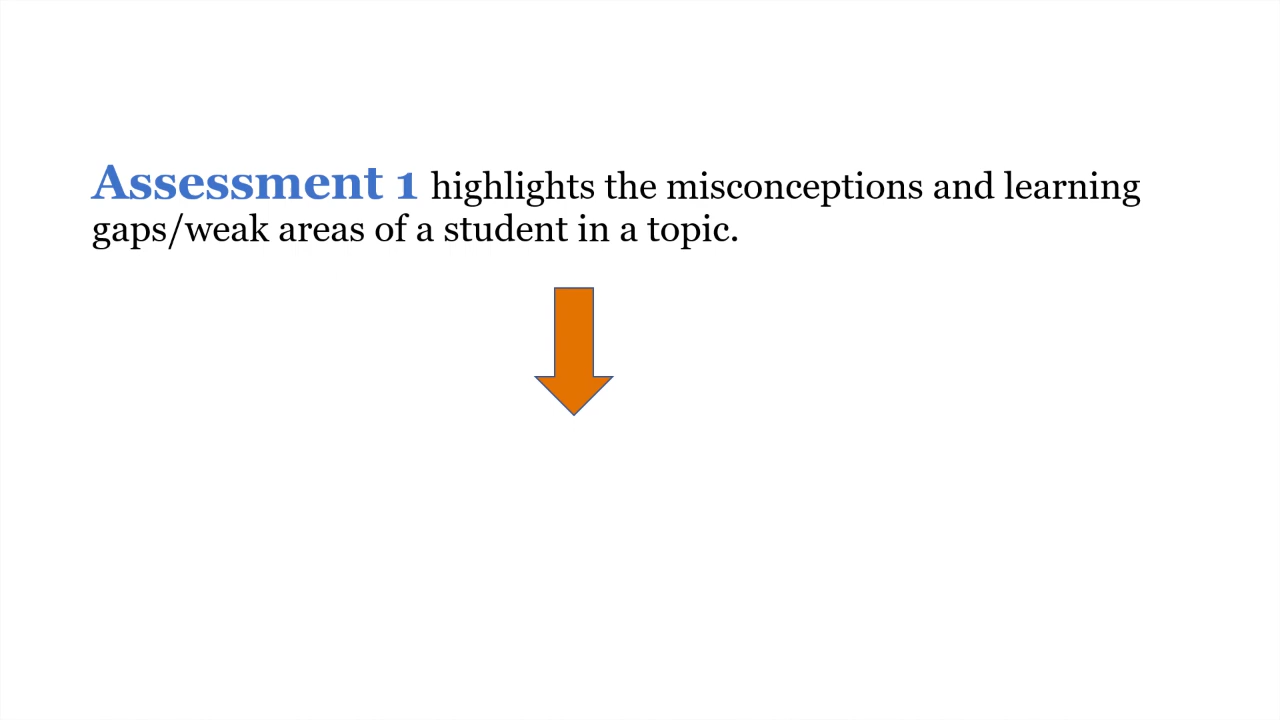 Assessment 1 highlights the misconceptions and learning
gaps/weak areas of a student in a topic.